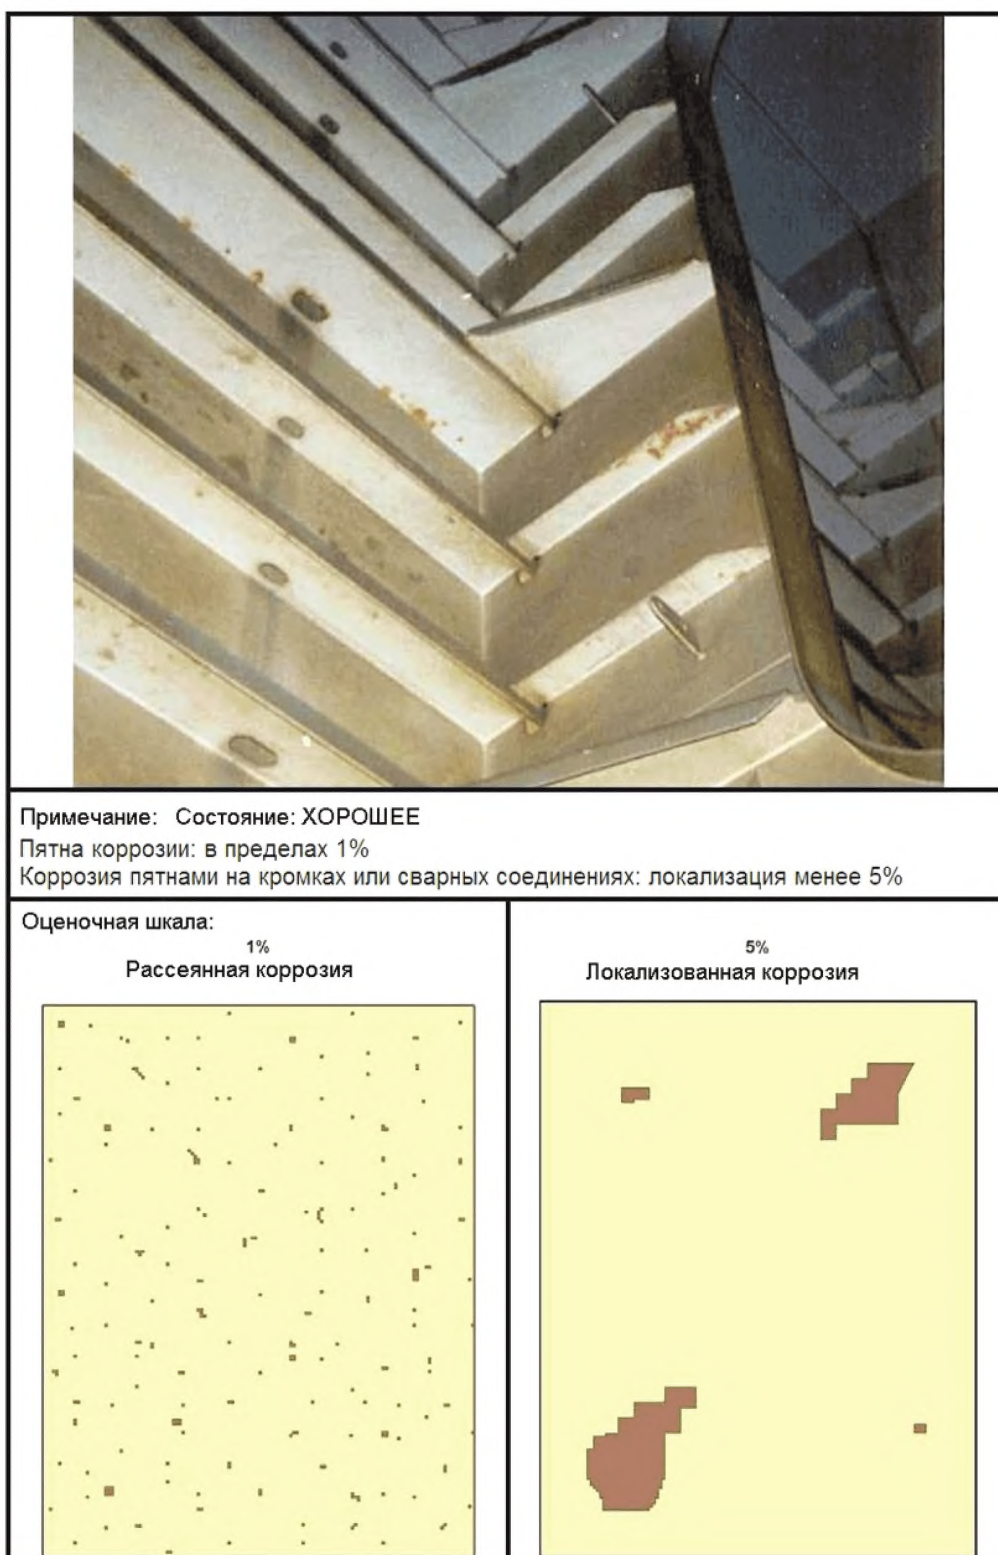 Примечание: Состояние: ХОРОШЕЕ
Пятна коррозии: в пределах 1%
Коррозия пятнами на кромках или сварных соединениях: локализация менее 5%
Оценочная шкала:
1%
Рассеянная коррозия
5%
Локализованная коррозия